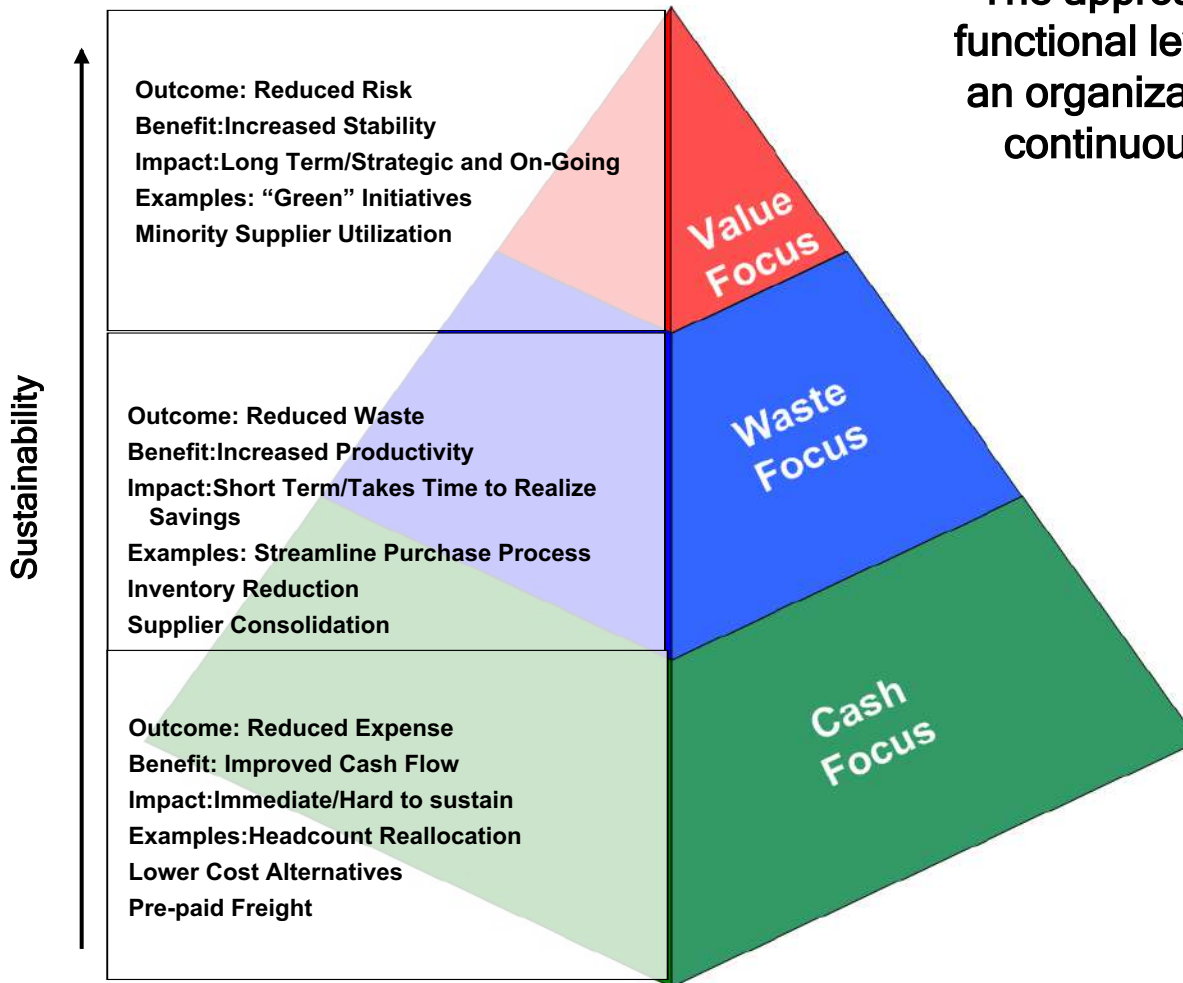 The
functional
an
continuous
Outcome: Reduced Risk
Benefit:Increased Stability
Impact:Long Term/Strategic and On-Going
Examples: “Green” Initiatives
Minority Supplier Utilization
Value
Focus
Sustainability
Outcome: Reduced Waste
Benefit:Increased Productivity
Impact:Short Term/Takes Time to Realize
Savings
Examples: Streamline Purchase Process
Inventory Reduction
Supplier Consolidation
Waste
Focus
Outcome: Reduced Expense
Benefit: Improved Cash Flow
Impact:Immediate/Hard to sustain
Examples:Headcount Reallocation
Lower Cost Alternatives
Pre-paid Freight
Cash
Focus